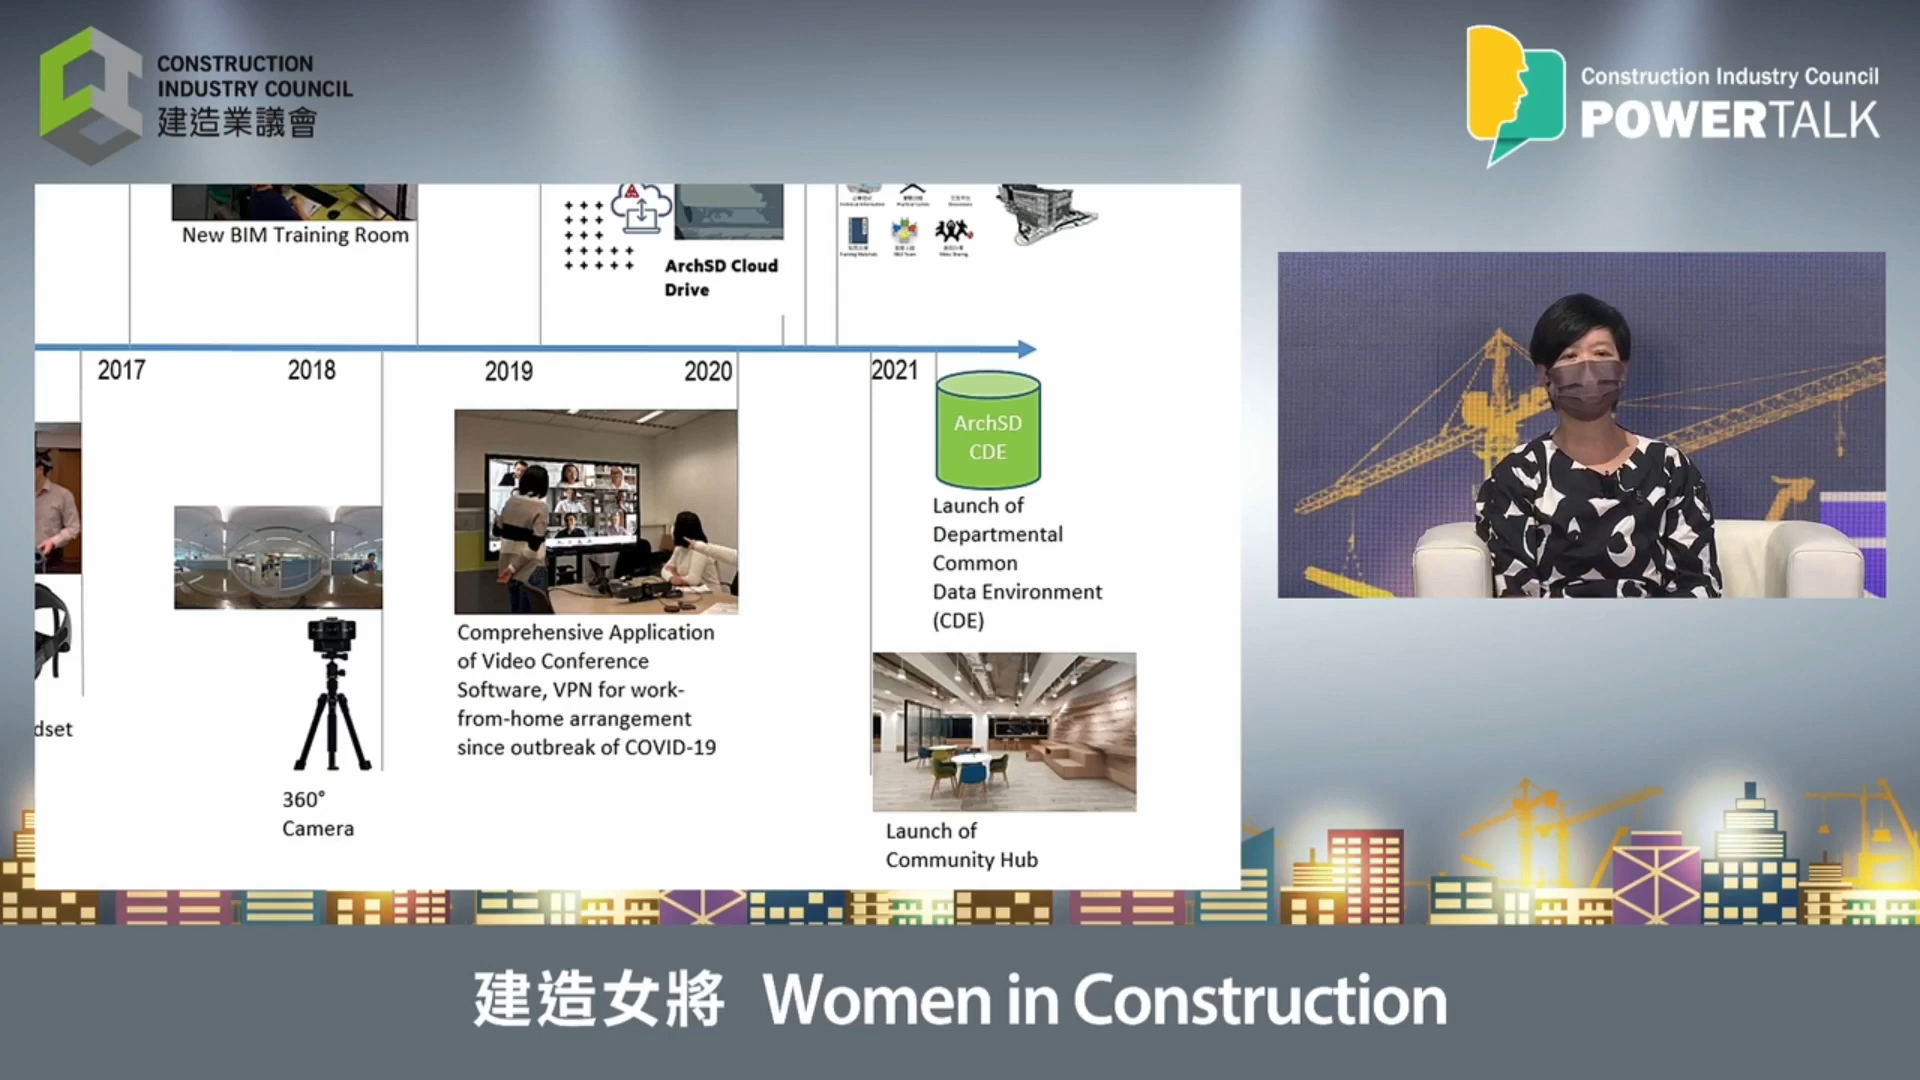 CONSTRUCTION
INDUSTRY COUNCIL
建造業議會
Construction Industry Council
POWERTALK
New BIM Training Room
ArchSD Cloud
Drive
2017
2018
2019
2020
2021
ArchSD
CDE
Launch of
Departmental
Common
Data Environment
(CDE)
dset
360°
Camera
Comprehensive Application
of Video Conference
Software, VPN for work-
from-home arrangement
since outbreak of COVID-19
Launch of
Community Hub
建造女將 Women in Construction